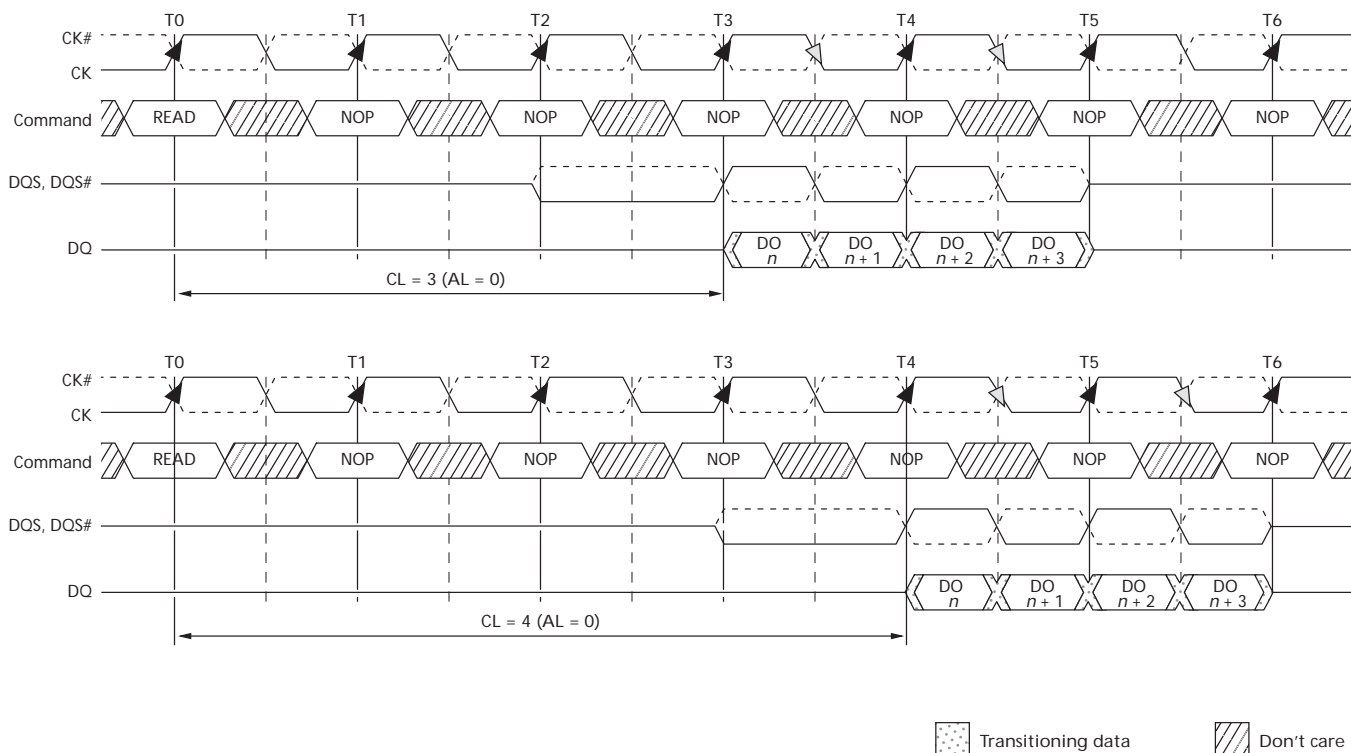 T0 T1 T2 T3 T4 T5 T6
CK#
CK
Command READ NOP NOP NOP NOP NOP NOP
DQS, DQS#
DQ DO n DO n + 1 DO n + 2 DO n + 3
CL = 3 (AL = 0)
T0 T1 T2 T3 T4 T5 T6
CK#
CK
Command READ NOP NOP NOP NOP NOP NOP
DQS, DQS#
DQ DO n DO n + 1 DO n + 2 DO n + 3
CL = 4 (AL = 0)
Transitioning data Don't care